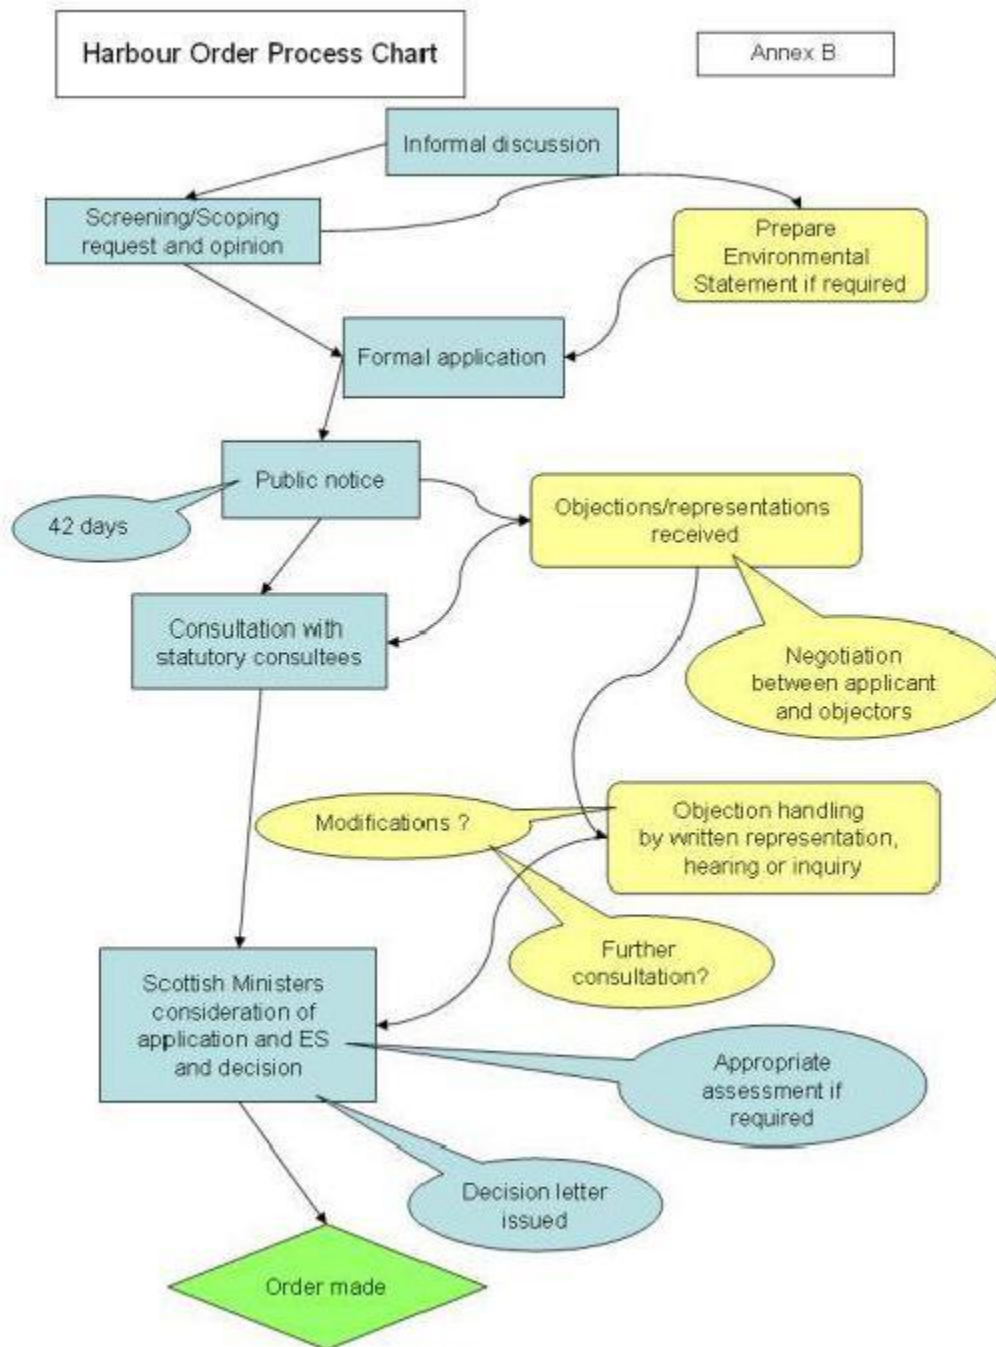 Harbour Order Process Chart
Annex B
Informal discussion
Screening/Scoping
request and opinion
Prepare
Environmental
Statement if required
Formal application
Public notice
42 days
Objections/representations
received
Consultation with
statutory consultees
Negotiation
between applicant
and objectors
Modifications ?
Objection handling
by written representation,
hearing or inquiry
Further
consultation?
Scottish Ministers
consideration of
application and ES
and decision
Appropriate
assessment if
required
Decision letter
issued
Order made